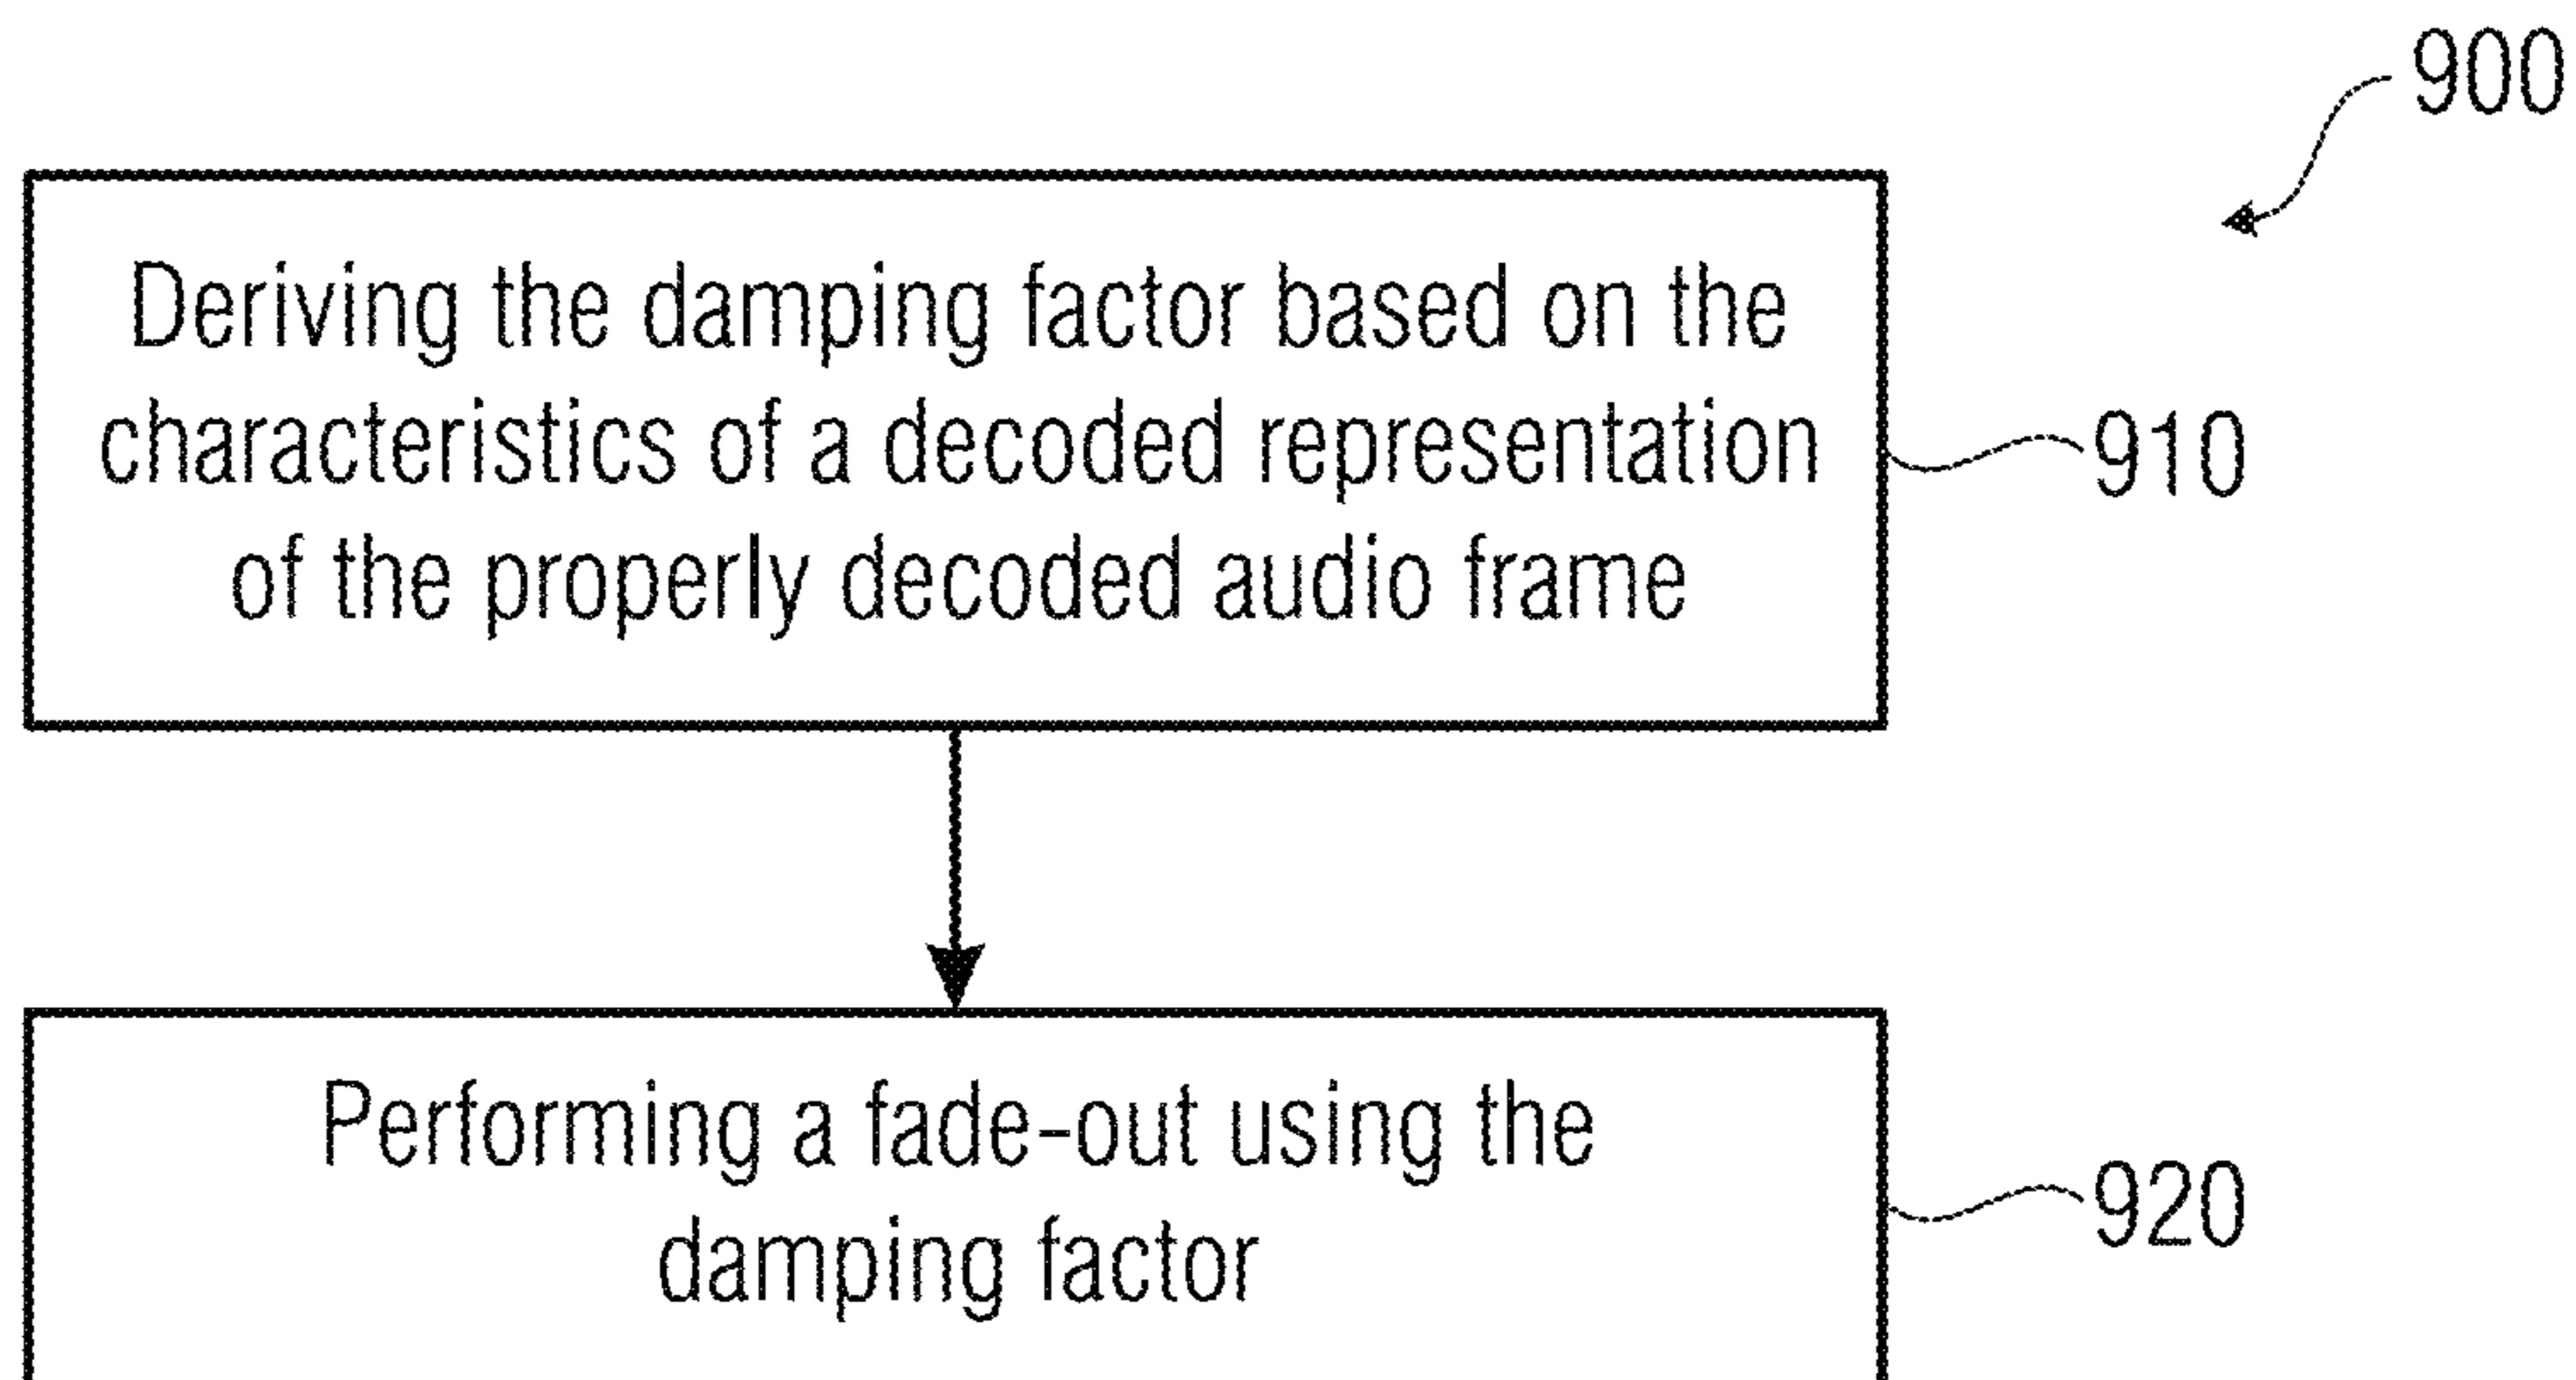 900
Deriving the damping factor based on the
characteristics of a decoded representation
of the properly decoded audio frame
910
Performing a fade-out using the
damping factor
920